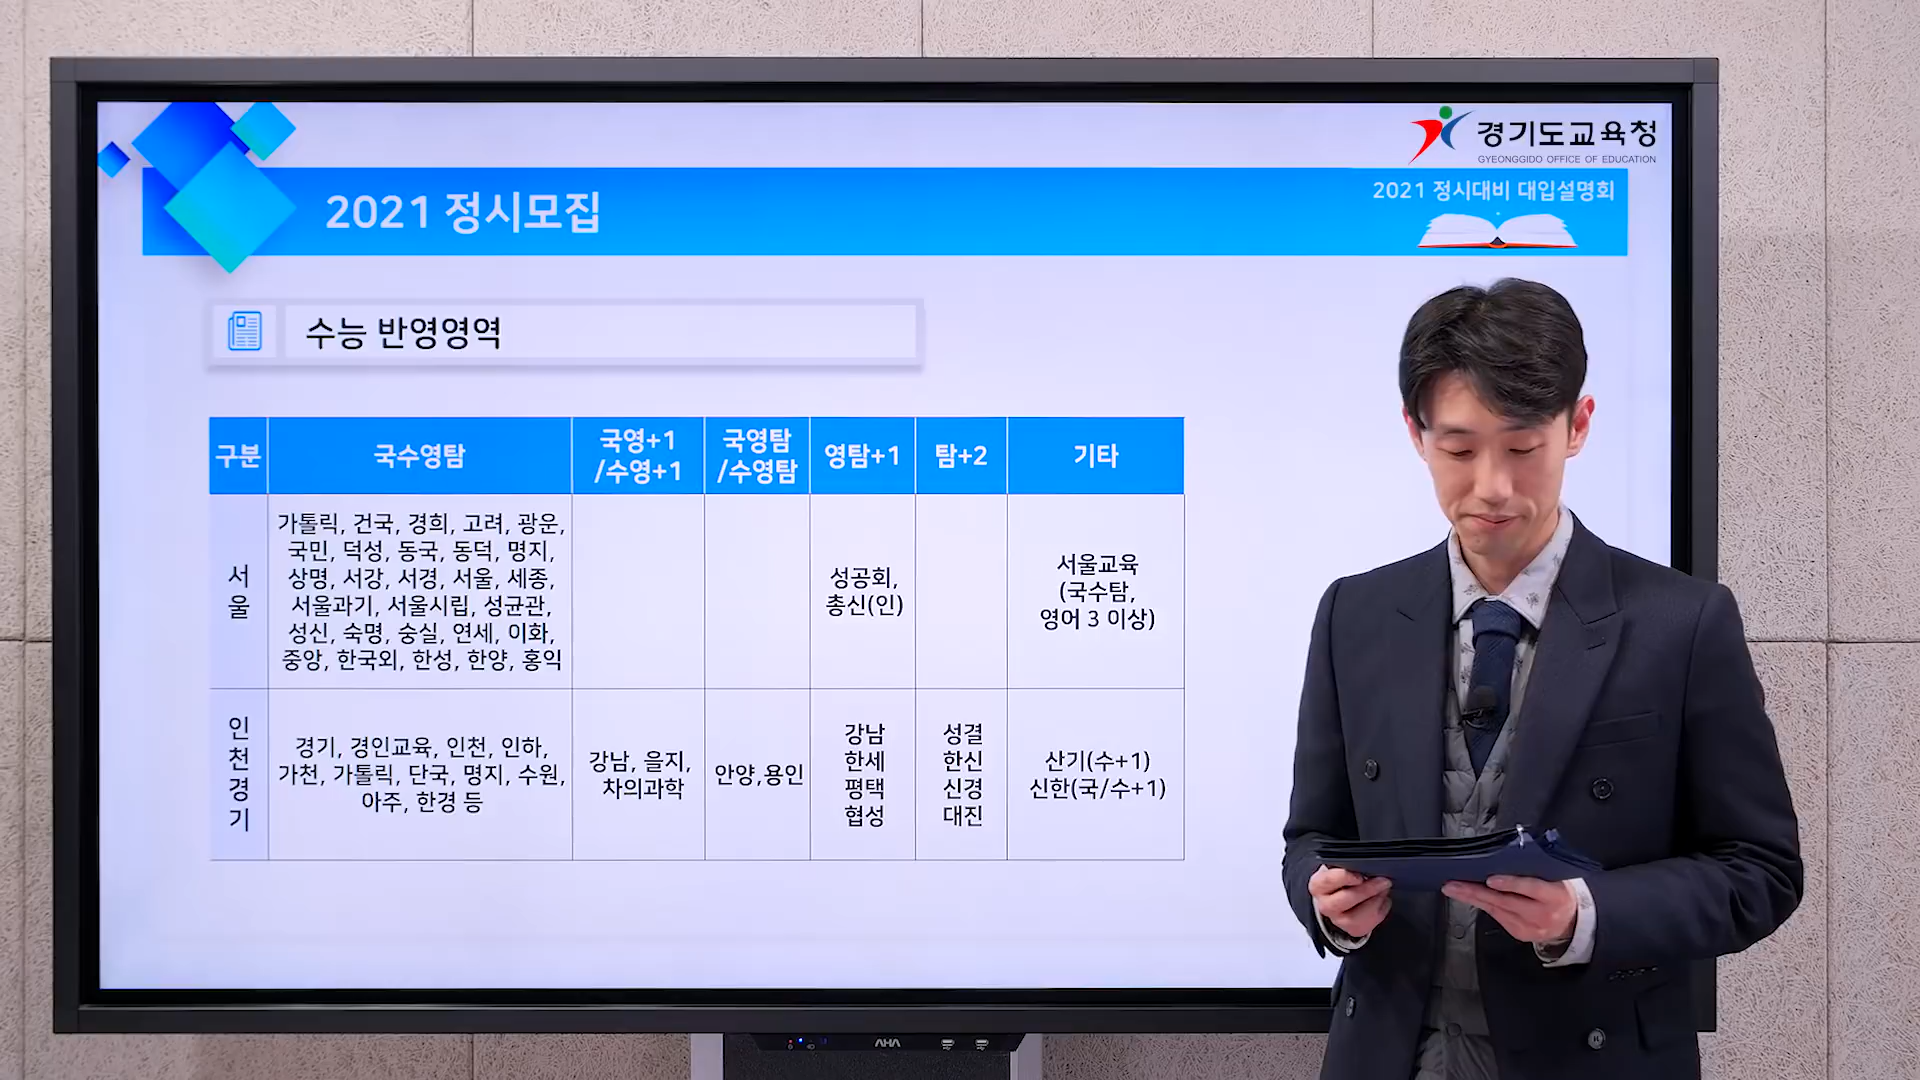 경기도교육청
GYEONGGIDO OFFICE OF EDUCATION
2021 정시모집
2021 정시대비 대입설명회
수능 반영영역
구분
국수영탐
국영+1
/수영+1
국영탐
/수영탐
영탐+1
탐+2
기타
서
울
가톨릭, 건국, 경희, 고려, 광운,
국민, 덕성, 동국, 동덕, 명지,
상명, 서강, 서경, 서울, 세종,
서울과기, 서울시립, 성균관,
성신, 숙명, 숭실, 연세, 이화,
중앙, 한국외, 한성, 한양, 홍익
성공회,
총신(인)
서울교육
(국수탐,
영어 3 이상)
인
천
경
기
경기, 경인교육, 인천, 인하,
가천, 가톨릭, 단국, 명지, 수원,
아주, 한경 등
강남, 을지,
차의과학
안양,용인
강남
한세
평택
협성
성결
한신
신경
대진
산기(수+1)
신한(국/수+1)
AHA